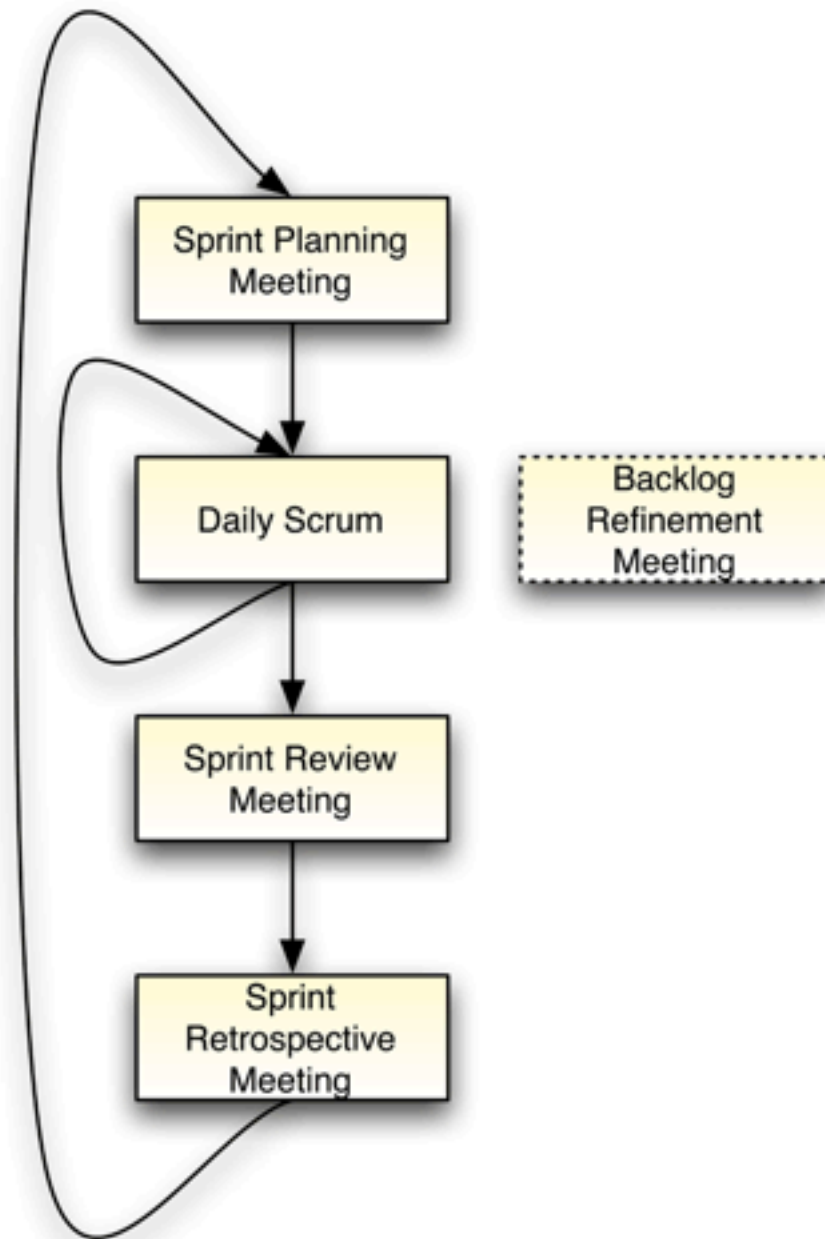 Sprint Planning
Meeting
Daily Scrum
Backlog
Refinement
Meeting
Sprint Review
Meeting
Sprint
Retrospective
Meeting